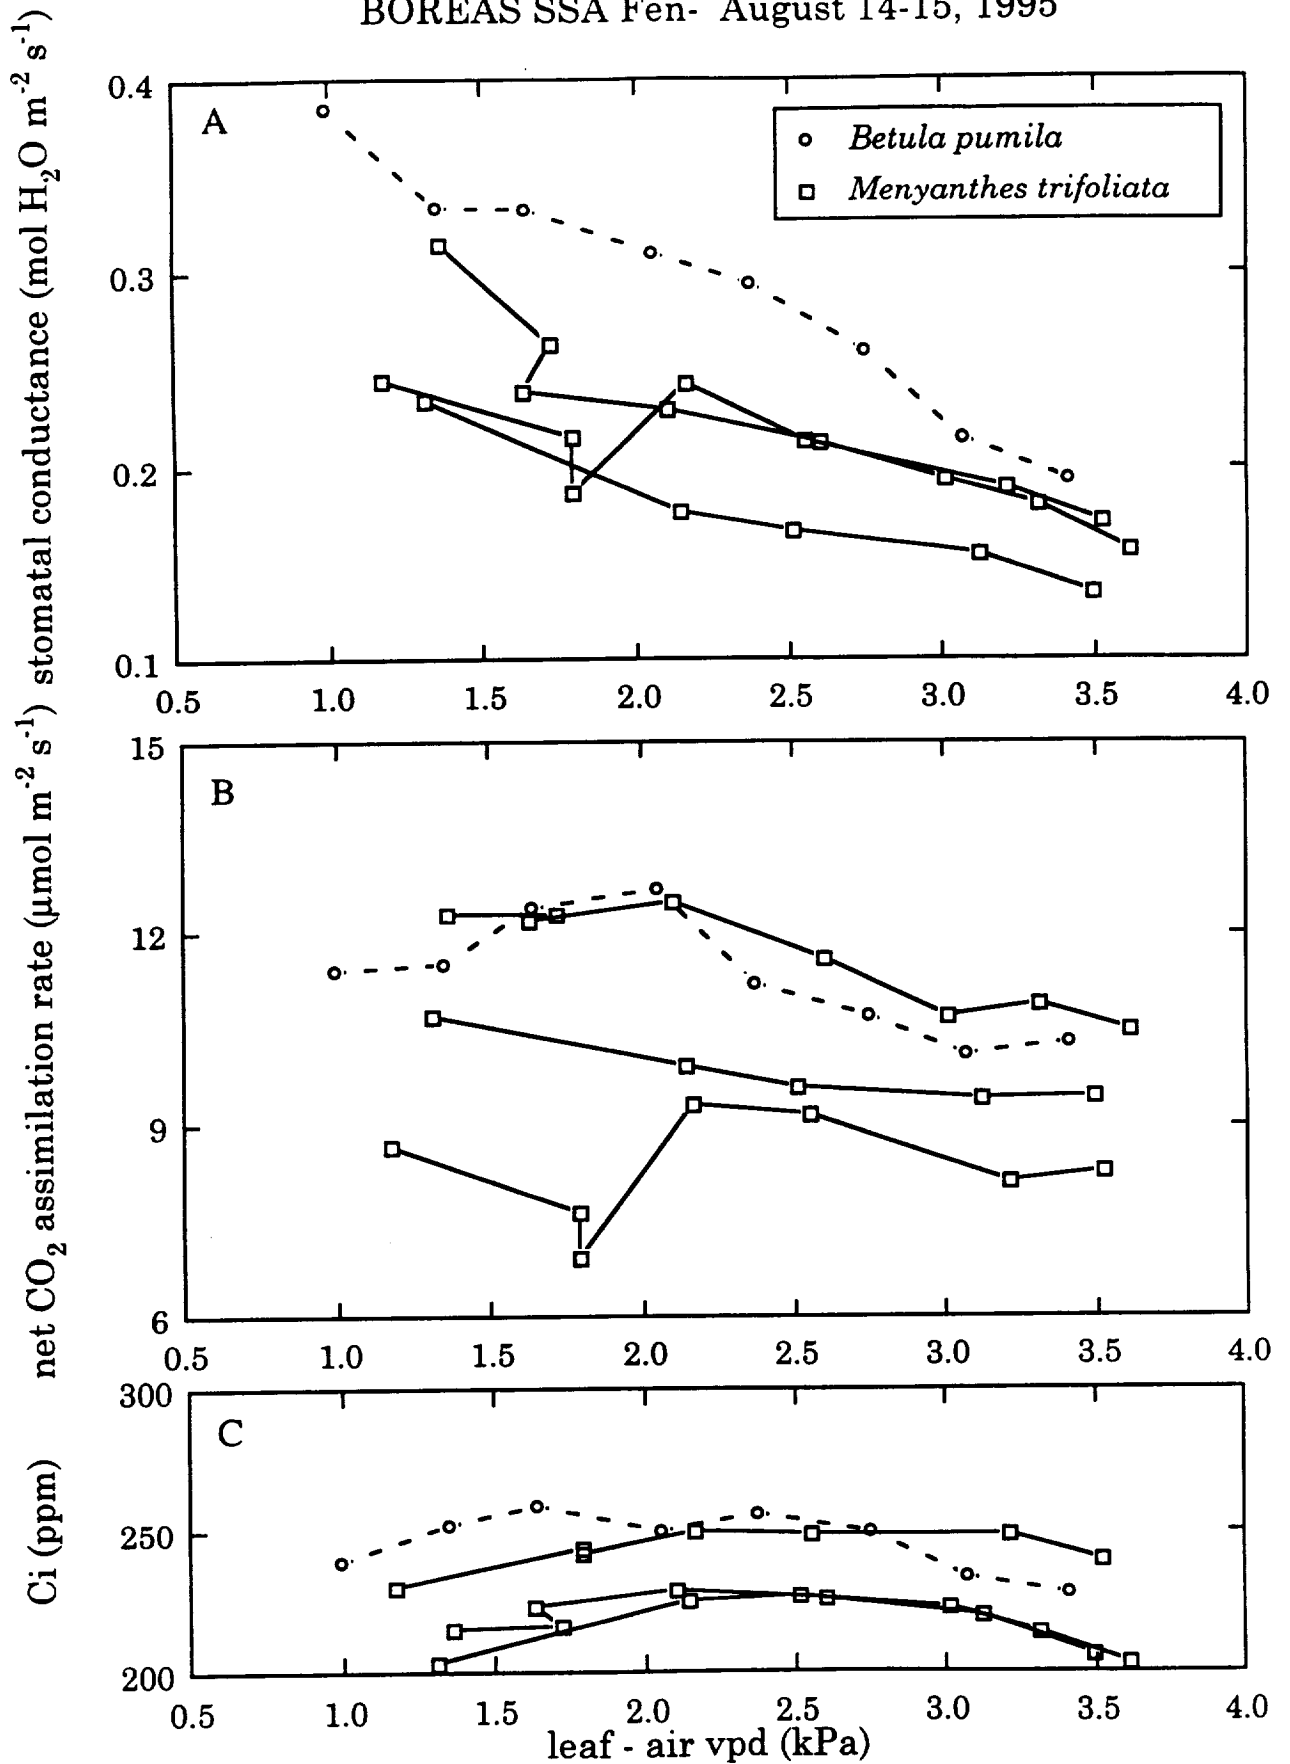 BOREAS SSA Fen- August 14-15, 1995
stomatal conductance (mol H₂O m⁻² s⁻¹)
0.4
0.3
0.2
0.1
A
Betula pumila
Menyanthes trifoliata
0.5 1.0 1.5 2.0 2.5 3.0 3.5 4.0
net CO₂ assimilation rate (μmol m⁻² s⁻¹)
15
12
9
6
B
0.5 1.0 1.5 2.0 2.5 3.0 3.5 4.0
Ci (ppm)
300
250
200
C
0.5 1.0 1.5 2.0 2.5 3.0 3.5 4.0
leaf - air vpd (kPa)